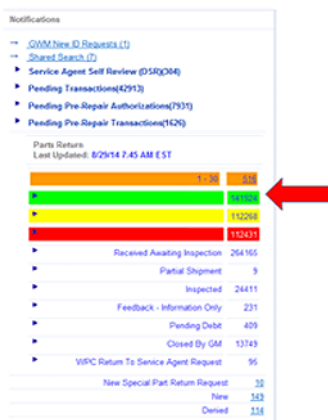 Notifications
GWM New ID Requests (1)
Shared Search (7)
Service Agent Self Review (DSR)(304)
Pending Transactions(42913)
Pending Pre-Repair Authorizations(7931)
Pending Pre-Repair Transactions(1626)
Parts Return
Last Updated: 8/29/14 7:45 AM EST
1 - 30 516
141924
112268
112431
Received Awaiting Inspection 264165
Partial Shipment 9
Inspected 24411
Feedback - Information Only 231
Pending Debit 409
Closed By GM 13749
WPC Return To Service Agent Request 95
New Special Part Return Request 10
New 149
Denied 114